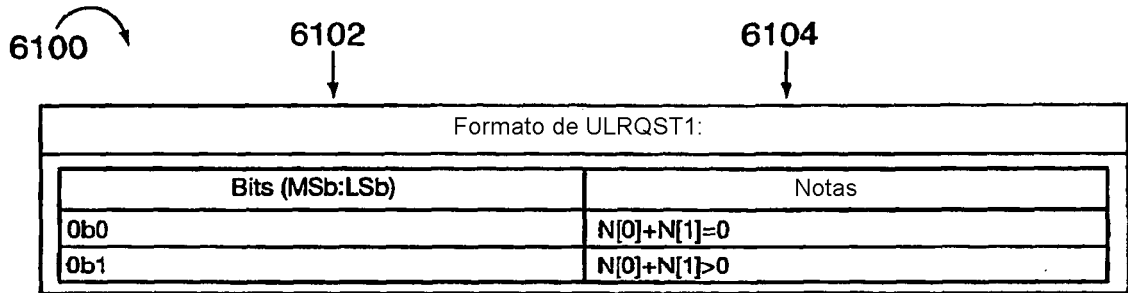 6100
6102
6104
Formato de ULRQST1:
Bits (MSb:LSb) Notas
0b0 N[0]+N[1]=0
0b1 N[0]+N[1]>0